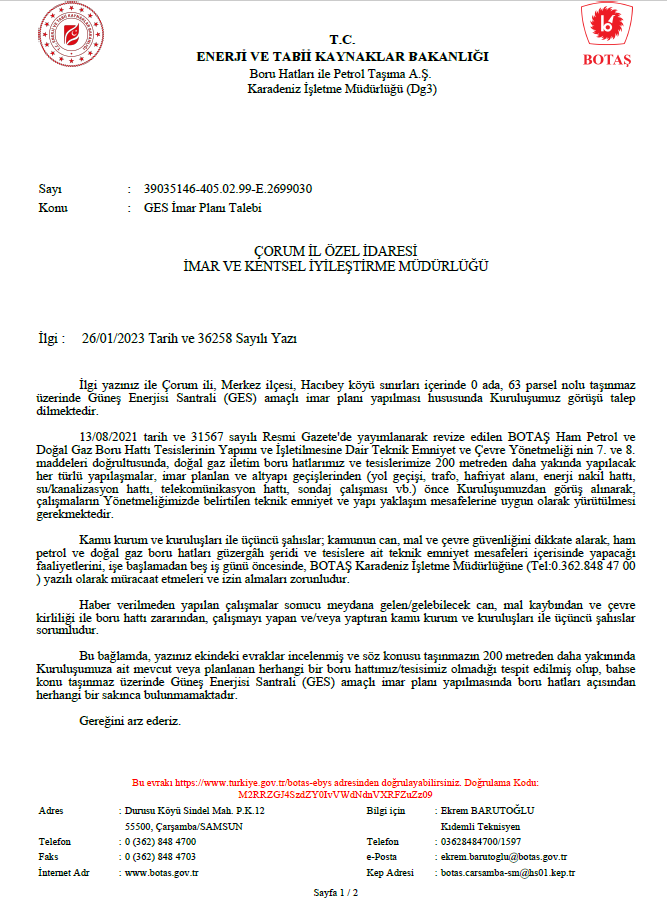 T.C.
ENERJİ VE TABİİ KAYNAKLAR BAKANLIĞI
Boru Hatları ile Petrol Taşıma A.Ş.
Karadeniz İşletme Müdürlüğü (Dg3)
BOTAŞ
Sayı : 39035146-405.02.99-E.2699030
Konu : GES İmar Planı Talebi
ÇORUM İL ÖZEL İDARESİ
İMAR VE KENTSEL İYİLEŞTİRME MÜDÜRLÜĞÜ
İlgi : 26/01/2023 Tarih ve 36258 Sayılı Yazı
İlgi yazınız ile Çorum ili, Merkez ilçesi, Hacıbey köyü sınırları içerinde 0 ada, 63 parsel nolu taşınmaz
üzerinde Güneş Enerjisi Santrali (GES) amaçlı imar planı yapılması hususunda Kuruluşumuz görüşü talep
dilmektedir.
13/08/2021 tarih ve 31567 sayılı Resmi Gazete'de yayımlanarak revize edilen BOTAŞ Ham Petrol ve
Doğal Gaz Boru Hattı Tesislerinin Yapımı ve İşletilmesine Dair Teknik Emniyet ve Çevre Yönetmeliği nin 7. ve 8.
maddeleri doğrultusunda, doğal gaz iletim boru hatlarımız ve tesislerimize 200 metreden daha yakında yapılacak
her türlü yapılaşmalar, imar planları ve altyapı geçişlerinden (yol geçişi, trafo, hafriyat alanı, enerji nakil hattı,
su/kanalizasyon hattı, telekomünikasyon hattı, sondaj çalışması vb.) önce Kuruluşumuzdan görüş alınarak,
çalışmaların Yönetmeliğimizde belirtilen teknik emniyet ve yapı yaklaşım mesafelerine uygun olarak yürütülmesi
gerekmektedir.
Kamu kurum ve kuruluşları ile üçüncü şahıslar; kamunun can, mal ve çevre güvenliğini dikkate alarak, ham
petrol ve doğal gaz boru hatları güzergâh şeridi ve tesislere ait teknik emniyet mesafeleri içerisinde yapacağı
faaliyetlerini, işe başlamadan beş iş günü öncesinde, BOTAŞ Karadeniz İşletme Müdürlüğüne (Tel:0.362.848 47 00
) yazılı olarak müracaat etmeleri ve izin almaları zorunludur.
Haber verilmeden yapılan çalışmalar sonucu meydana gelen/gelebilecek can, mal kaybından ve çevre
kirliliği ile boru hattı zararından, çalışmayı yapan ve/veya yaptıran kamu kurum ve kuruluşları ile üçüncü şahıslar
sorumludur.
Bu bağlamda, yazınız ekindeki evraklar incelenmiş ve söz konusu taşınmazın 200 metreden daha yakınında
Kuruluşumuza ait mevcut veya planlanan herhangi bir boru hattımız/tesisimiz olmadığı tespit edilmiş olup, bahse
konu taşınmaz üzerinde Güneş Enerjisi Santrali (GES) amaçlı imar planı yapılmasında boru hatları açısından
herhangi bir sakınca bulunmamaktadır.
Gereğini arz ederiz.
Bu evrakı https://www.turkiye.gov.tr/botas-ebys adresinden doğrulayabilirsiniz. Doğrulama Kodu:
M2RRZGJ4SzdZY0IvVWdNdnVXRFZuZz09
Adres : Durusu Köyü Sindel Mah. P.K.12
55500, Çarşamba/SAMSUN
Telefon : 0 (362) 848 4700
Faks : 0 (362) 848 4703
İnternet Adr : www.botas.gov.tr
Bilgi için : Ekrem BARUTOĞLU
Kıdemli Teknisyen
Telefon : 03628484700/1597
e-Posta : ekrem.barutoglu@botas.gov.tr
Kep Adresi : botas.carsamba-sm@hs01.kep.tr
Sayfa 1 / 2